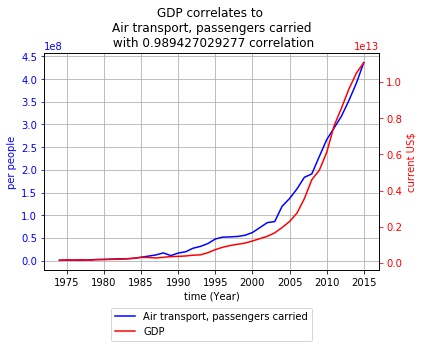 GDP correlates to
Air transport, passengers carried
with 0.989427029277 correlation
1e8
1e13
4.5
4.0
3.5
3.0
2.5
2.0
1.5
1.0
0.5
0.0
per people
1.0
0.8
0.6
0.4
0.2
0.0
current US$
1975 1980 1985 1990 1995 2000 2005 2010 2015
time (Year)
Air transport, passengers carried
GDP